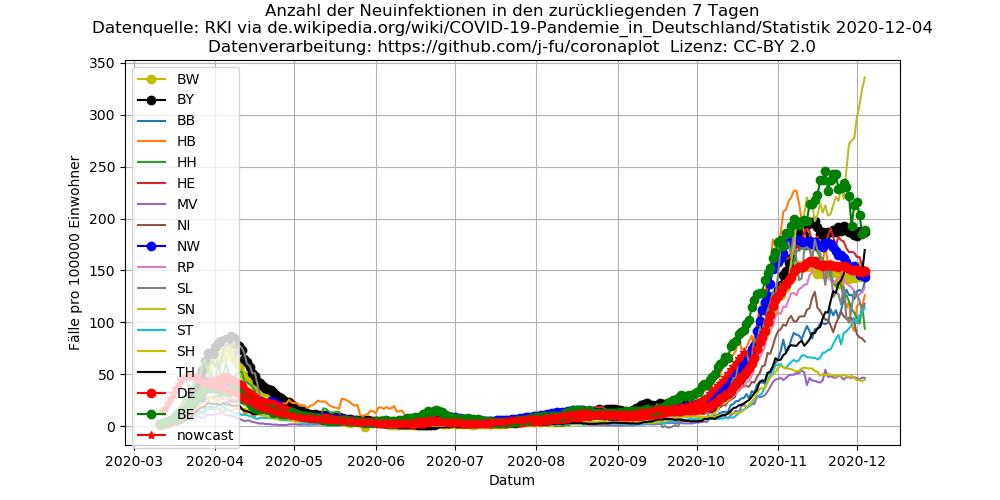 Anzahl der Neuinfektionen in den zurückliegenden 7 Tagen
Datenquelle: RKI via de.wikipedia.org/wiki/COVID-19-Pandemie_in_Deutschland/Statistik 2020-12-04
Datenverarbeitung: https://github.com/j-fu/coronaplot  Lizenz: CC-BY 2.0
Fälle pro 100000 Einwohner
350
300
250
200
150
100
50
0
BW
BY
BB
HB
HH
HE
MV
NI
NW
RP
SL
SN
ST
SH
TH
DE
BE
nowcast
2020-03 2020-04 2020-05 2020-06 2020-07 2020-08 2020-09 2020-10 2020-11 2020-12
Datum